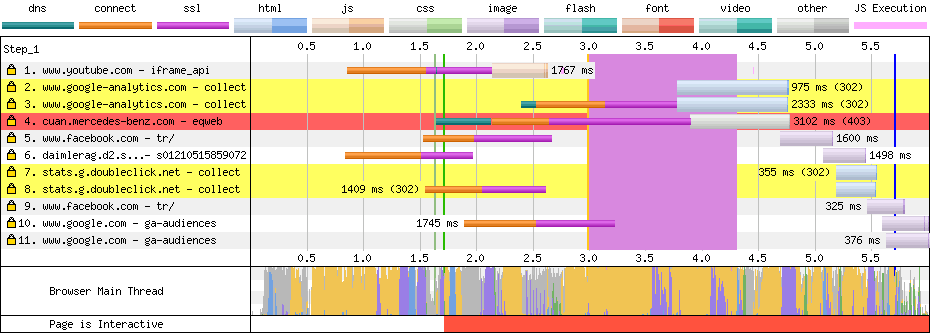 dns connect ssl html js css image flash font video other JS Execution
Step_1 0.5 1.0 1.5 2.0 2.5 3.0 3.5 4.0 4.5 5.0 5.5
1. www.youtube.com - iframe_api 1767 ms
2. www.google-analytics.com - collect 975 ms (302)
3. www.google-analytics.com - collect 2333 ms (302)
4. cuan.mercedes-benz.com - eqweb 3102 ms (403)
5. www.facebook.com - tr/ 1600 ms
6. daimlerag.d2.s...- s01210515859072 1498 ms
7. stats.g.doubleclick.net - collect 355 ms (302)
8. stats.g.doubleclick.net - collect 1409 ms (302)
9. www.facebook.com - tr/ 325 ms
10. www.google.com - ga-audiences 1745 ms
11. www.google.com - ga-audiences 376 ms
0.5 1.0 1.5 2.0 2.5 3.0 3.5 4.0 4.5 5.0 5.5
Browser Main Thread
Page is Interactive